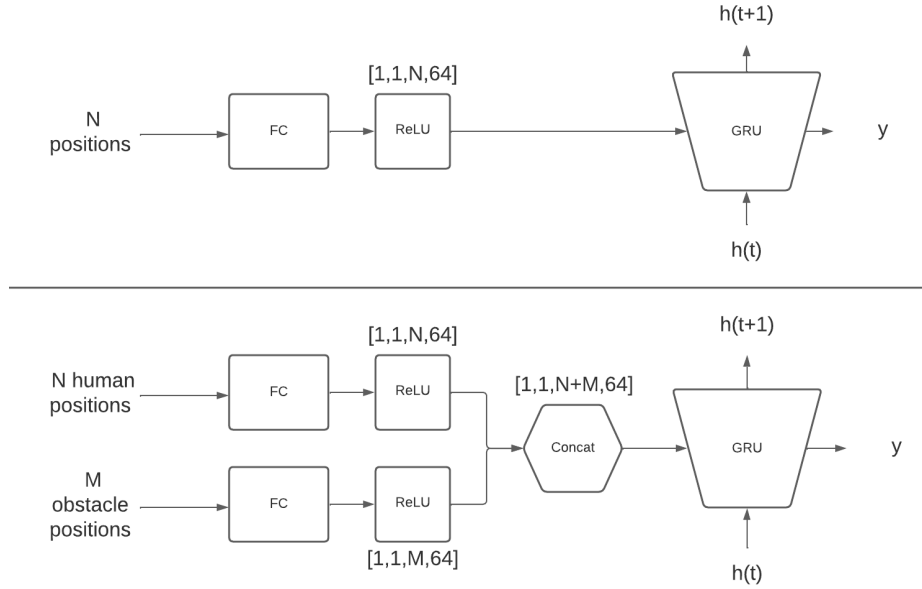 h(t+1)
[1,1,N,64]
N
positions
FC
ReLU
GRU
y
h(t)
h(t+1)
[1,1,N,64]
N human
positions
FC
ReLU
[1,1,N+M,64]
Concat
GRU
y
M
obstacle
positions
FC
ReLU
[1,1,M,64]
h(t)